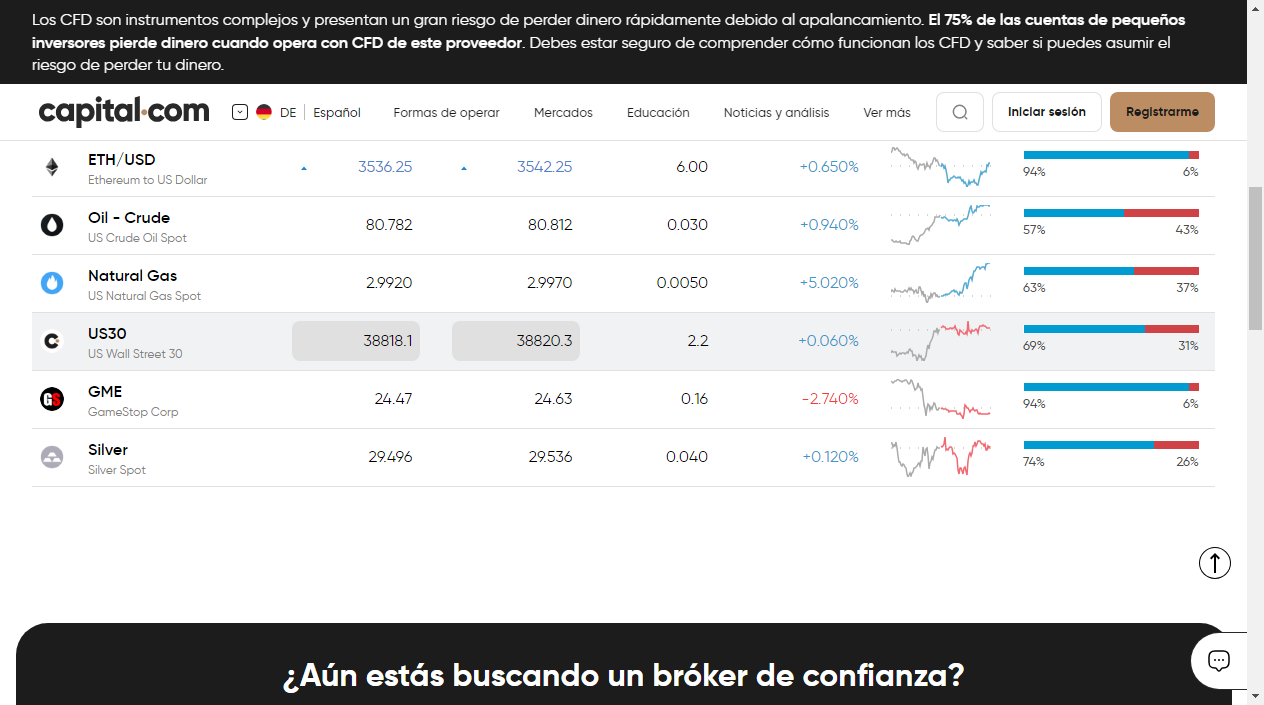 Los CFD son instrumentos complejos y presentan un gran riesgo de perder dinero rápidamente debido al apalancamiento. El 75% de las cuentas de pequeños
inversores pierde dinero cuando opera con CFD de este proveedor. Debes estar seguro de comprender cómo funcionan los CFD y saber si puedes asumir el
riesgo de perder tu dinero.
capital.com DE Español Formas de operar Mercados Educación Noticias y análisis Ver más Iniciar sesión Registrarme
ETH/USD 3536.25 3542.25 6.00 +0.650%
Ethereum to US Dollar 94% 6%
Oil - Crude 80.782 80.812 0.030 +0.940%
US Crude Oil Spot 57% 43%
Natural Gas 2.9920 2.9970 0.0050 +5.020%
US Natural Gas Spot 63% 37%
US30 38818.1 38820.3 2.2 +0.060%
US Wall Street 30 69% 31%
GME 24.47 24.63 0.16 -2.740%
GameStop Corp 94% 6%
Silver 29.496 29.536 0.040 +0.120%
Silver Spot 74% 26%
¿Aún estás buscando un bróker de confianza?